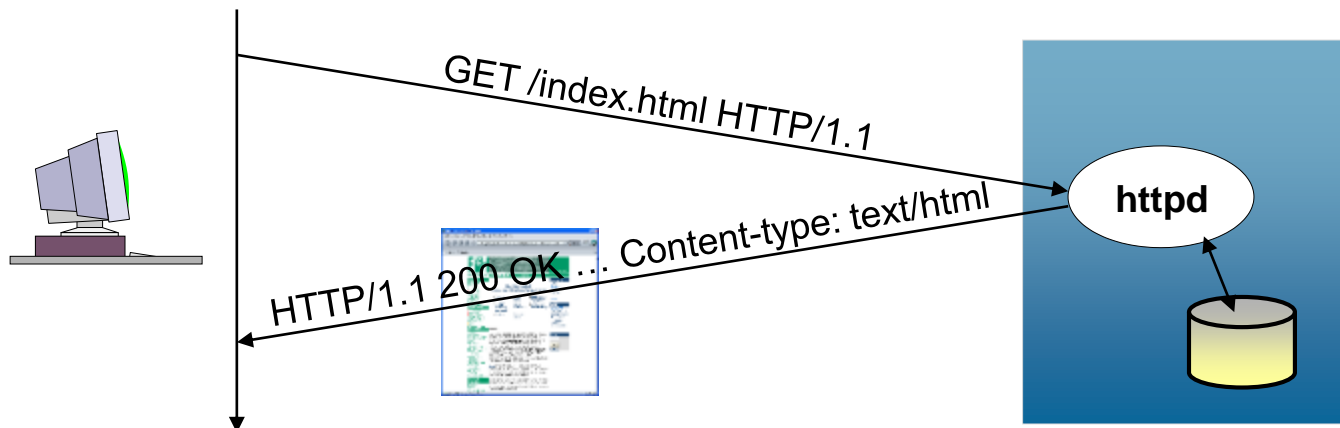 GET /index.html HTTP/1.1
httpd
HTTP/1.1 200 OK ... Content-type: text/html